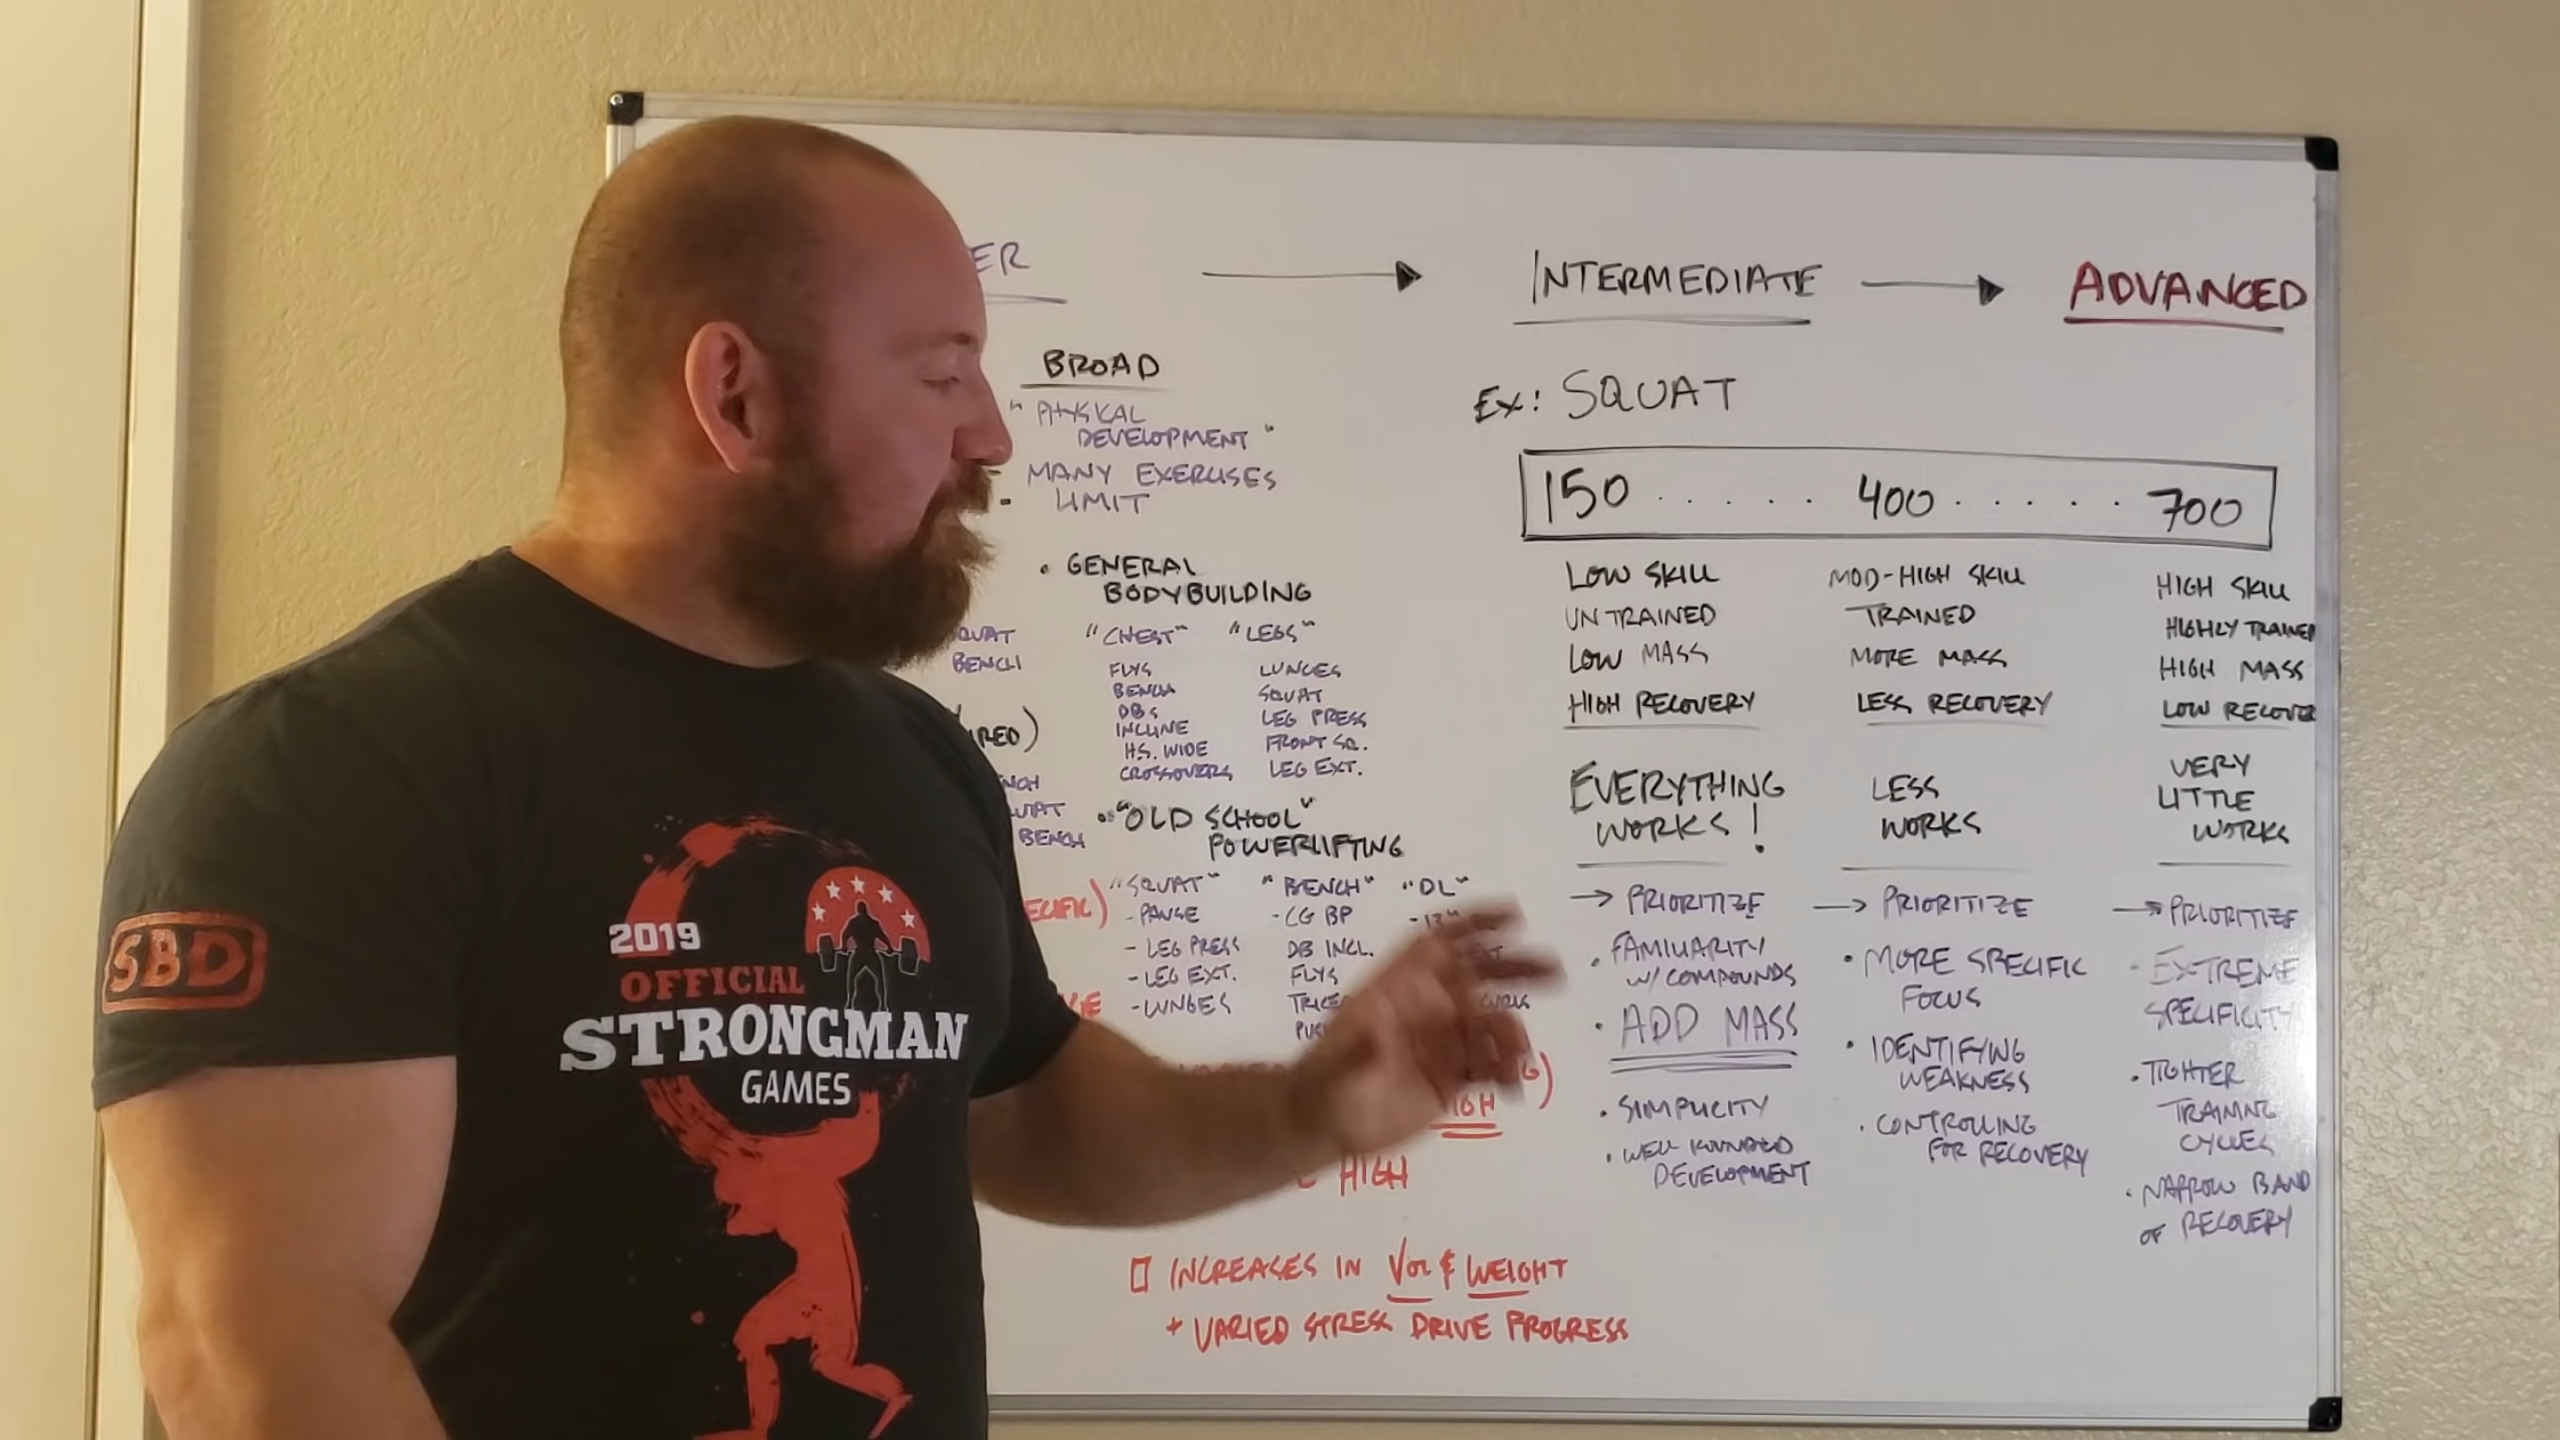 INTERMEDIATE
ADVANCED
BROAD
"PHYSICAL
DEVELOPMENT"
- MANY EXERCISES
- LIMIT
• GENERAL
BODYBUILDING
SQUAT
BENCH
"CHEST" "LEGS"
FLYS LUNGES
BENCH SQUAT
DBs LEG PRESS
INCLINE FRONT SQ.
H.S. WIDE LEG EXT.
CROSSOVERS
BENCH
• "OLD SCHOOL"
POWERLIFTING
"SQUAT" "BENCH" "DL"
- PAUSE - CG BP
- LEG PRESS DB INCL.
- LEG EXT. FLYS
- LUNGES
HIGH
□ INCREASES IN VOL & WEIGHT
+ VARIED STRESS DRIVE PROGRESS
EX: SQUAT
150 . . . . . 400 . . . . . 700
LOW SKILL
UNTRAINED
LOW MASS
HIGH RECOVERY
EVERYTHING
WORKS!
→ PRIORITIZE
• FAMILIARITY
W/ COMPOUNDS
• ADD MASS
• SIMPLICITY
• WELL ROUNDED
DEVELOPMENT
MOD-HIGH SKILL
TRAINED
MORE MASS
LESS RECOVERY
LESS
WORKS
→ PRIORITIZE
• MORE SPECIFIC
FOCUS
• IDENTIFYING
WEAKNESS
• CONTROLLING
FOR RECOVERY
HIGH SKILL
HIGHLY TRAINED
HIGH MASS
LOW RECOVER
VERY
LITTLE
WORKS
→ PRIORITIZE
- EXTREME
SPECIFICITY
• TIGHTER
TRAINING
CYCLES
• NARROW BAND
OF RECOVERY
SBD
2019
OFFICIAL
STRONGMAN
GAMES